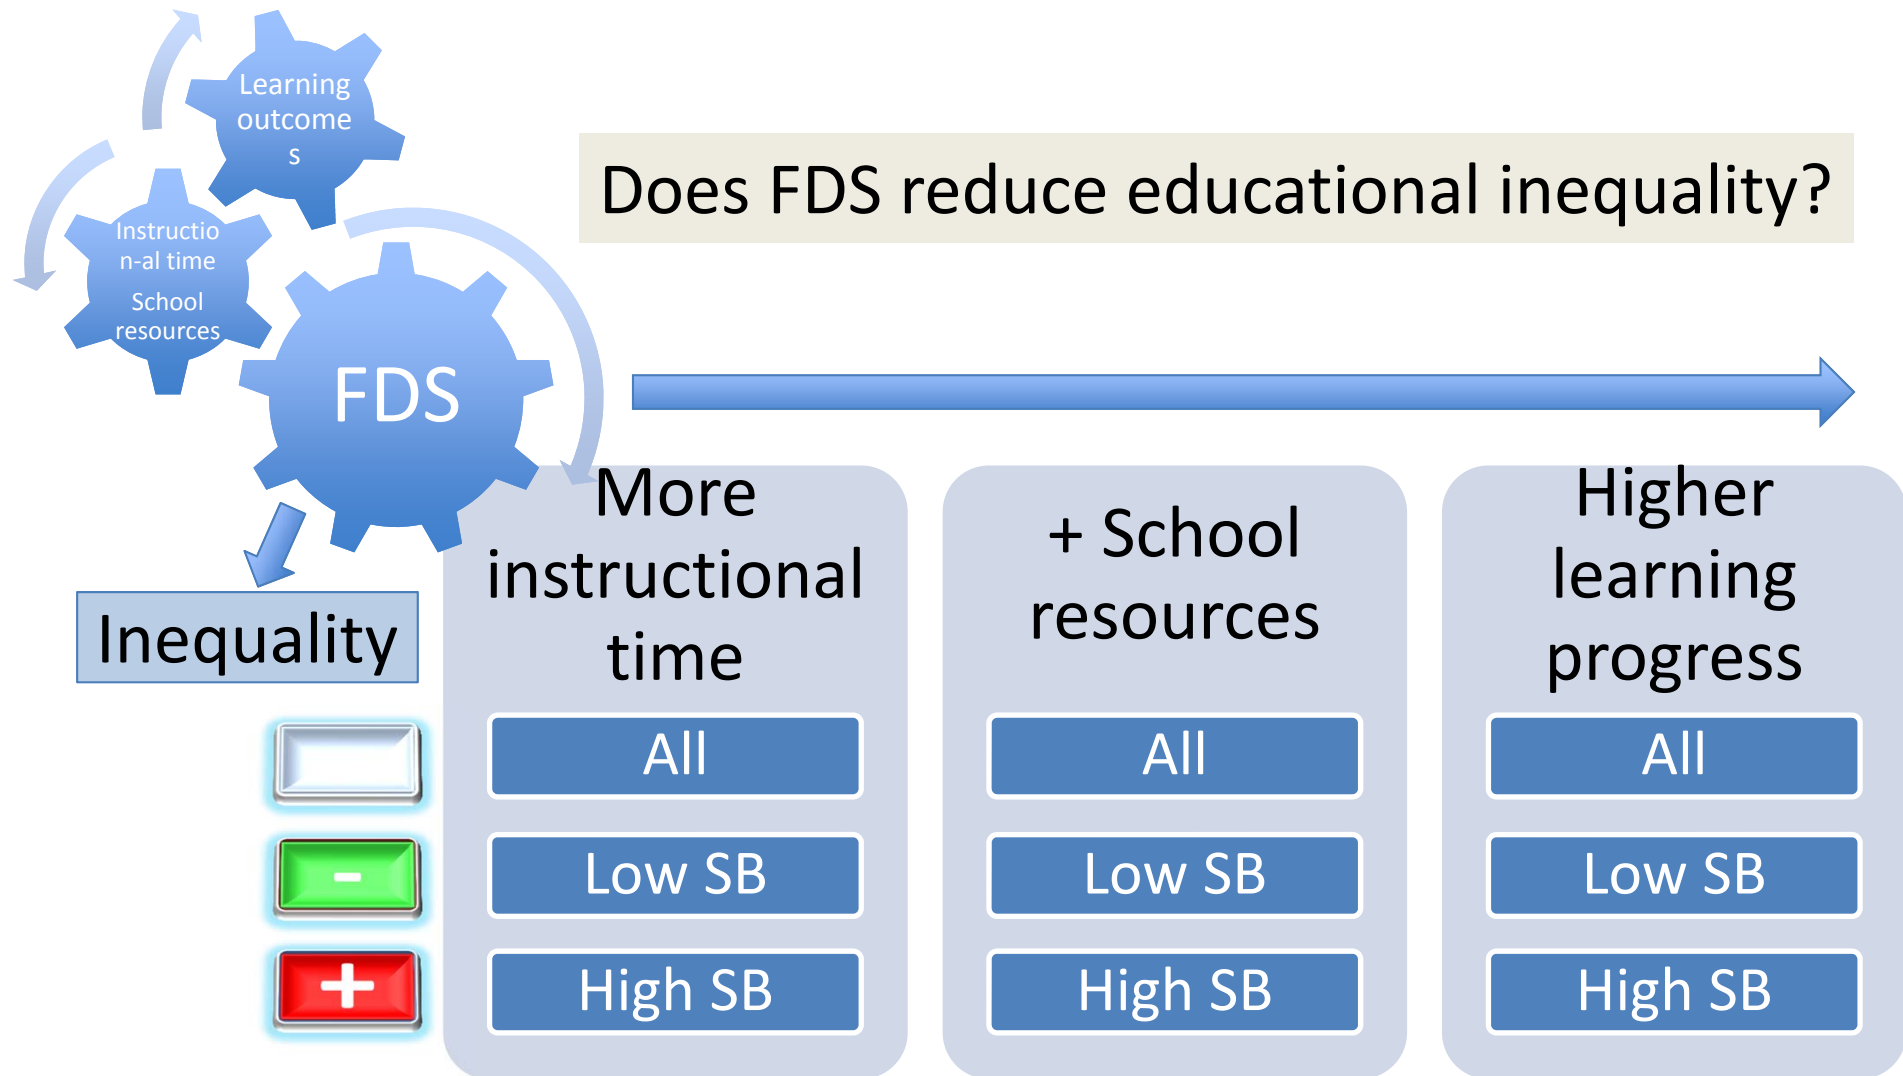 Learning
outcome
s
Instructio
n-al time
School
resources
FDS
Does FDS reduce educational inequality?
Inequality
More
instructional
time
+ School
resources
Higher
learning
progress
All
All
All
-
Low SB
Low SB
Low SB
+
High SB
High SB
High SB